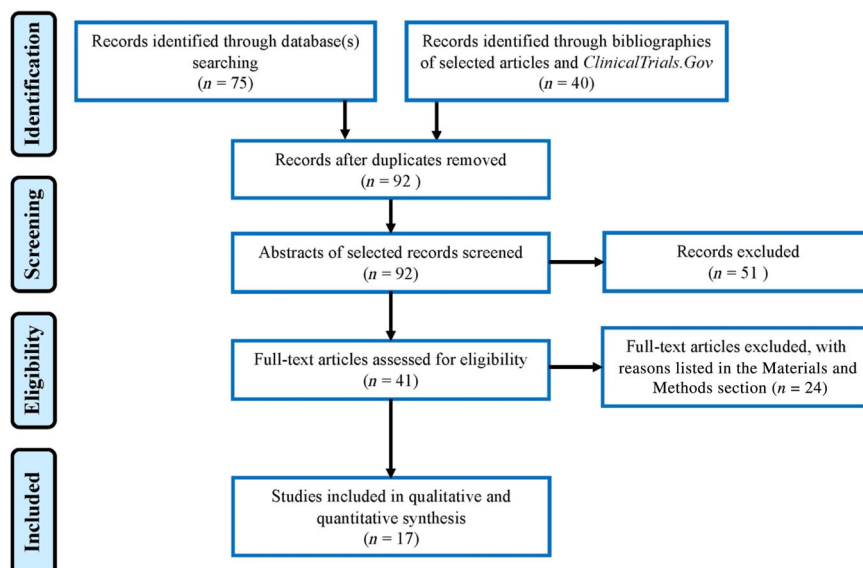 Identification
Records identified through database(s)
searching
(n = 75)
Records identified through bibliographies
of selected articles and ClinicalTrials.Gov
(n = 40)
Records after duplicates removed
(n = 92 )
Screening
Abstracts of selected records screened
(n = 92)
Records excluded
(n = 51 )
Eligibility
Full-text articles assessed for eligibility
(n = 41)
Full-text articles excluded, with
reasons listed in the Materials and
Methods section (n = 24)
Included
Studies included in qualitative and
quantitative synthesis
(n = 17)